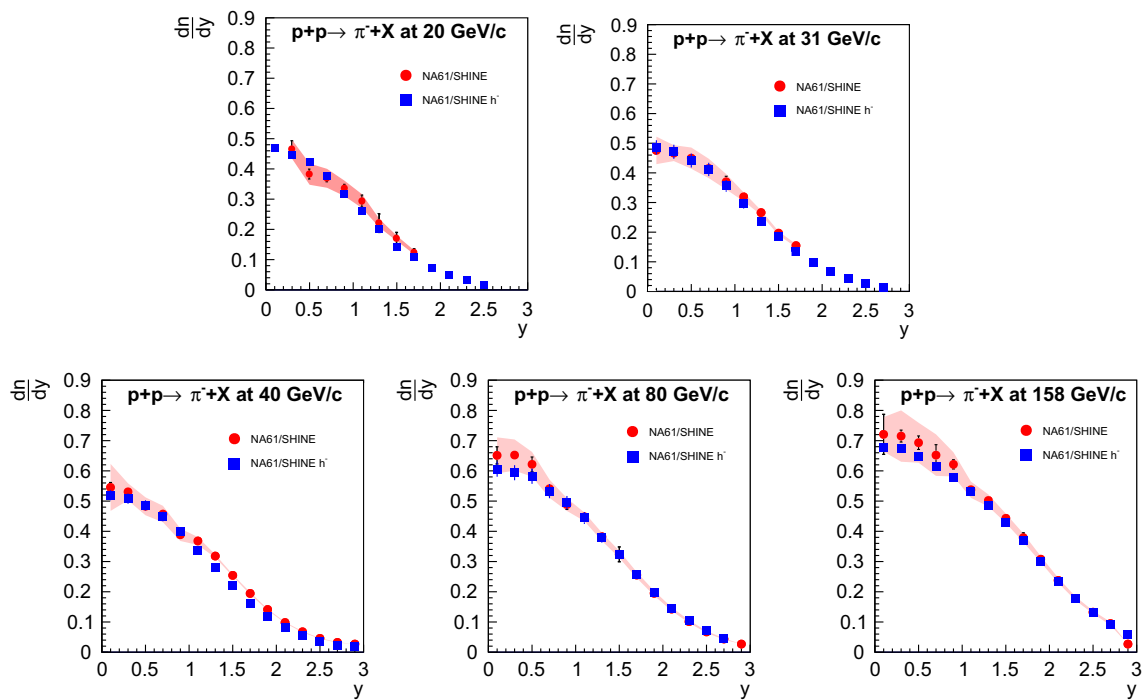 dn
dy
p+p→ π⁻+X at 20 GeV/c
NA61/SHINE
NA61/SHINE h⁻
0.9
0.8
0.7
0.6
0.5
0.4
0.3
0.2
0.1
0
0 0.5 1 1.5 2 2.5 3
y
dn
dy
p+p→ π⁻+X at 31 GeV/c
NA61/SHINE
NA61/SHINE h⁻
0.9
0.8
0.7
0.6
0.5
0.4
0.3
0.2
0.1
0
0 0.5 1 1.5 2 2.5 3
y
dn
dy
p+p→ π⁻+X at 40 GeV/c
NA61/SHINE
NA61/SHINE h⁻
0.9
0.8
0.7
0.6
0.5
0.4
0.3
0.2
0.1
0
0 0.5 1 1.5 2 2.5 3
y
dn
dy
p+p→ π⁻+X at 80 GeV/c
NA61/SHINE
NA61/SHINE h⁻
0.9
0.8
0.7
0.6
0.5
0.4
0.3
0.2
0.1
0
0 0.5 1 1.5 2 2.5 3
y
dn
dy
p+p→ π⁻+X at 158 GeV/c
NA61/SHINE
NA61/SHINE h⁻
0.9
0.8
0.7
0.6
0.5
0.4
0.3
0.2
0.1
0
0 0.5 1 1.5 2 2.5 3
y